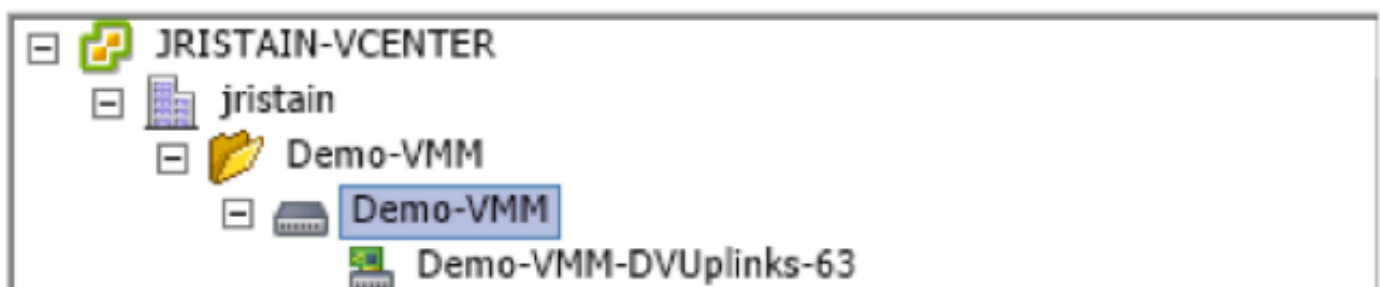 JRISTAIN-VCENTER
jristain
Demo-VMM
Demo-VMM
Demo-VMM-DVUplinks-63